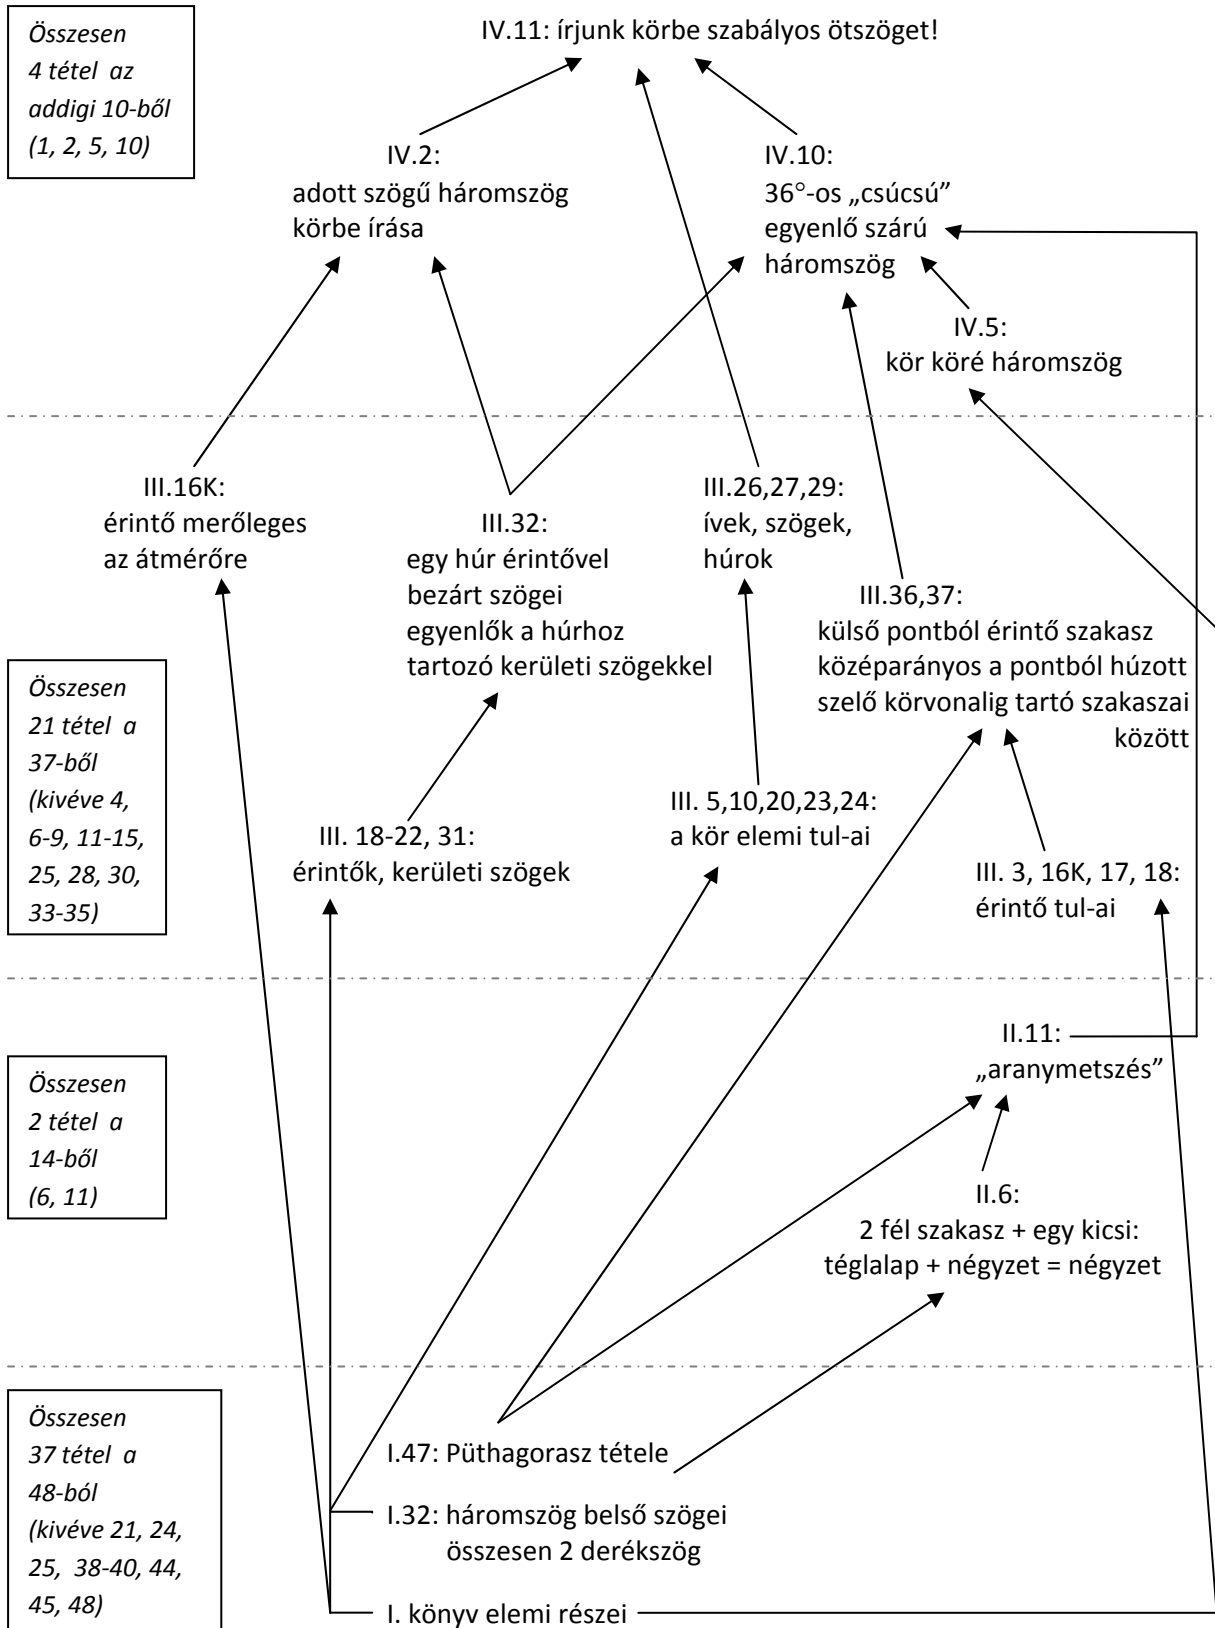 Összesen
4 tétel az
addigi 10-ből
(1, 2, 5, 10)
IV.11: írjunk körbe szabályos ötszöget!
IV.2:
adott szögű háromszög
körbe írása
IV.10:
36°-os „csúcsú”
egyenlő szárú
háromszög
IV.5:
kör köré háromszög
III.16K:
érintő merőleges
az átmérőre
III.32:
egy húr érintővel
bezárt szögei
egyenlők a húrhoz
tartozó kerületi szögekkel
III.26,27,29:
ívek, szögek,
húrok
III.36,37:
külső pontból érintő szakasz
középarányos a pontból húzott
szelő körvonalig tartó szakaszai
között
Összesen
21 tétel a
37-ből
(kivéve 4,
6-9, 11-15,
25, 28, 30,
33-35)
III. 18-22, 31:
érintők, kerületi szögek
III. 5,10,20,23,24:
a kör elemi tul-ai
III. 3, 16K, 17, 18:
érintő tul-ai
Összesen
2 tétel a
14-ből
(6, 11)
II.11:
„aranymetszés”
II.6:
2 fél szakasz + egy kicsi:
téglalap + négyzet = négyzet
Összesen
37 tétel a
48-ból
(kivéve 21, 24,
25, 38-40, 44,
45, 48)
I.47: Püthagorasz tétele
I.32: háromszög belső szögei
összesen 2 derékszög
I. könyv elemi részei